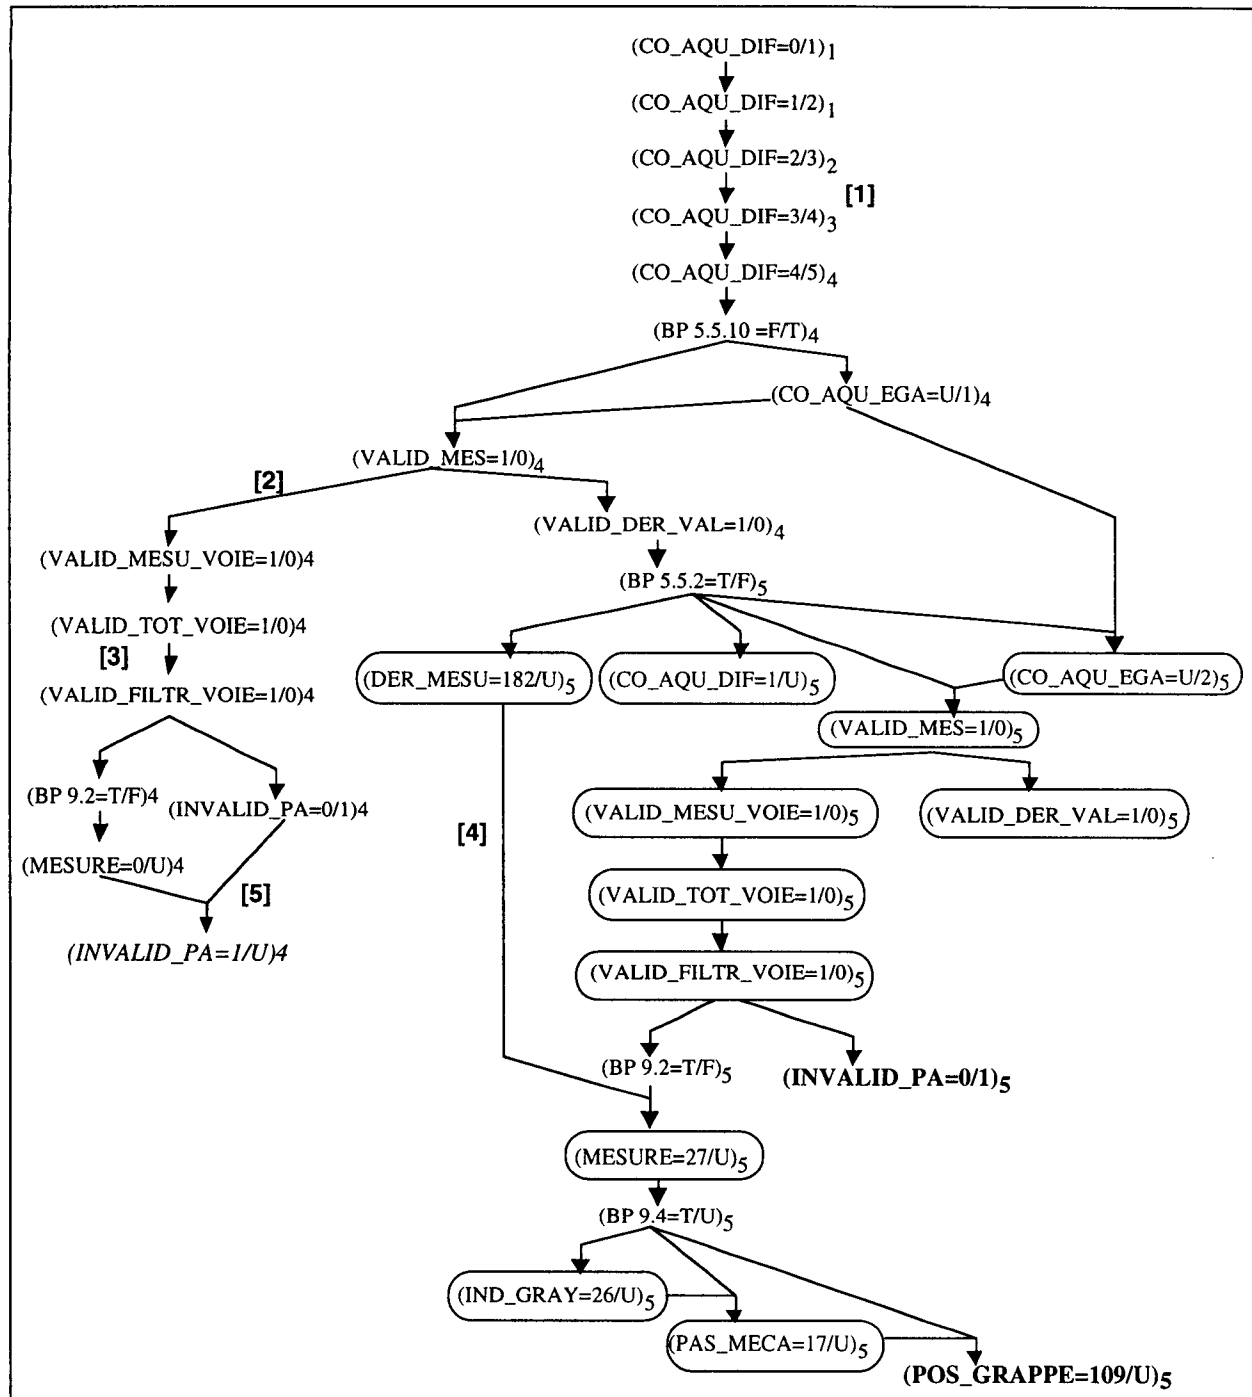 (CO_AQU_DIF=0/1)1
(CO_AQU_DIF=1/2)1
(CO_AQU_DIF=2/3)2
[1]
(CO_AQU_DIF=3/4)3
(CO_AQU_DIF=4/5)4
(BP 5.5.10 =F/T)4
(CO_AQU_EGA=U/1)4
(VALID_MES=1/0)4
[2]
(VALID_DER_VAL=1/0)4
(VALID_MESU_VOIE=1/0)4
(BP 5.5.2=T/F)5
(VALID_TOT_VOIE=1/0)4
[3]
(VALID_FILTR_VOIE=1/0)4
(DER_MESU=182/U)5
(CO_AQU_DIF=1/U)5
(CO_AQU_EGA=U/2)5
(VALID_MES=1/0)5
(BP 9.2=T/F)4
(INVALID_PA=0/1)4
(VALID_MESU_VOIE=1/0)5
(VALID_DER_VAL=1/0)5
[4]
(MESURE=0/U)4
[5]
(VALID_TOT_VOIE=1/0)5
(INVALID_PA=1/U)4
(VALID_FILTR_VOIE=1/0)5
(BP 9.2=T/F)5
(INVALID_PA=0/1)5
(MESURE=27/U)5
(BP 9.4=T/U)5
(IND_GRAY=26/U)5
(PAS_MECA=17/U)5
(POS_GRAPPE=109/U)5